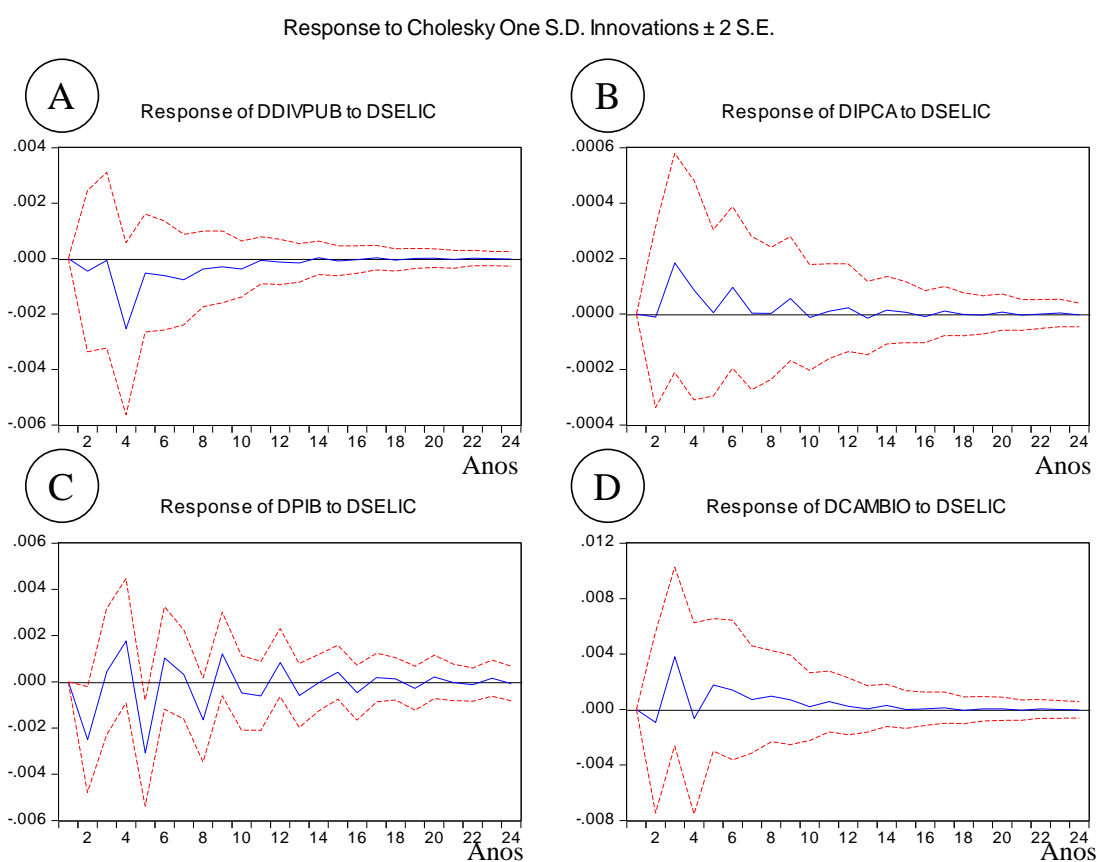 Response to Cholesky One S.D. Innovations ± 2 S.E.
A
Response of DDIVPUB to DSELIC
.004
.002
.000
-.002
-.004
-.006
2 4 6 8 10 12 14 16 18 20 22 24
Anos
B
Response of DIPCA to DSELIC
.0006
.0004
.0002
.0000
-.0002
-.0004
2 4 6 8 10 12 14 16 18 20 22 24
Anos
C
Response of DPIB to DSELIC
.006
.004
.002
.000
-.002
-.004
-.006
2 4 6 8 10 12 14 16 18 20 22 24
Anos
D
Response of DCAMBIO to DSELIC
.012
.008
.004
.000
-.004
-.008
2 4 6 8 10 12 14 16 18 20 22 24
Anos